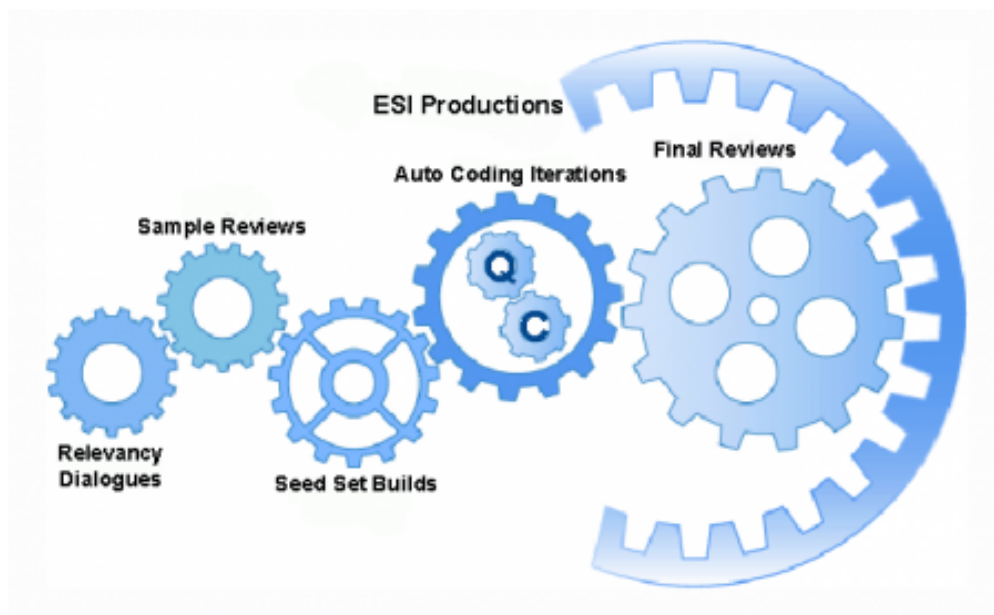 ESI Productions
Final Reviews
Auto Coding Iterations
Sample Reviews
Q
C
Relevancy
Dialogues
Seed Set Builds